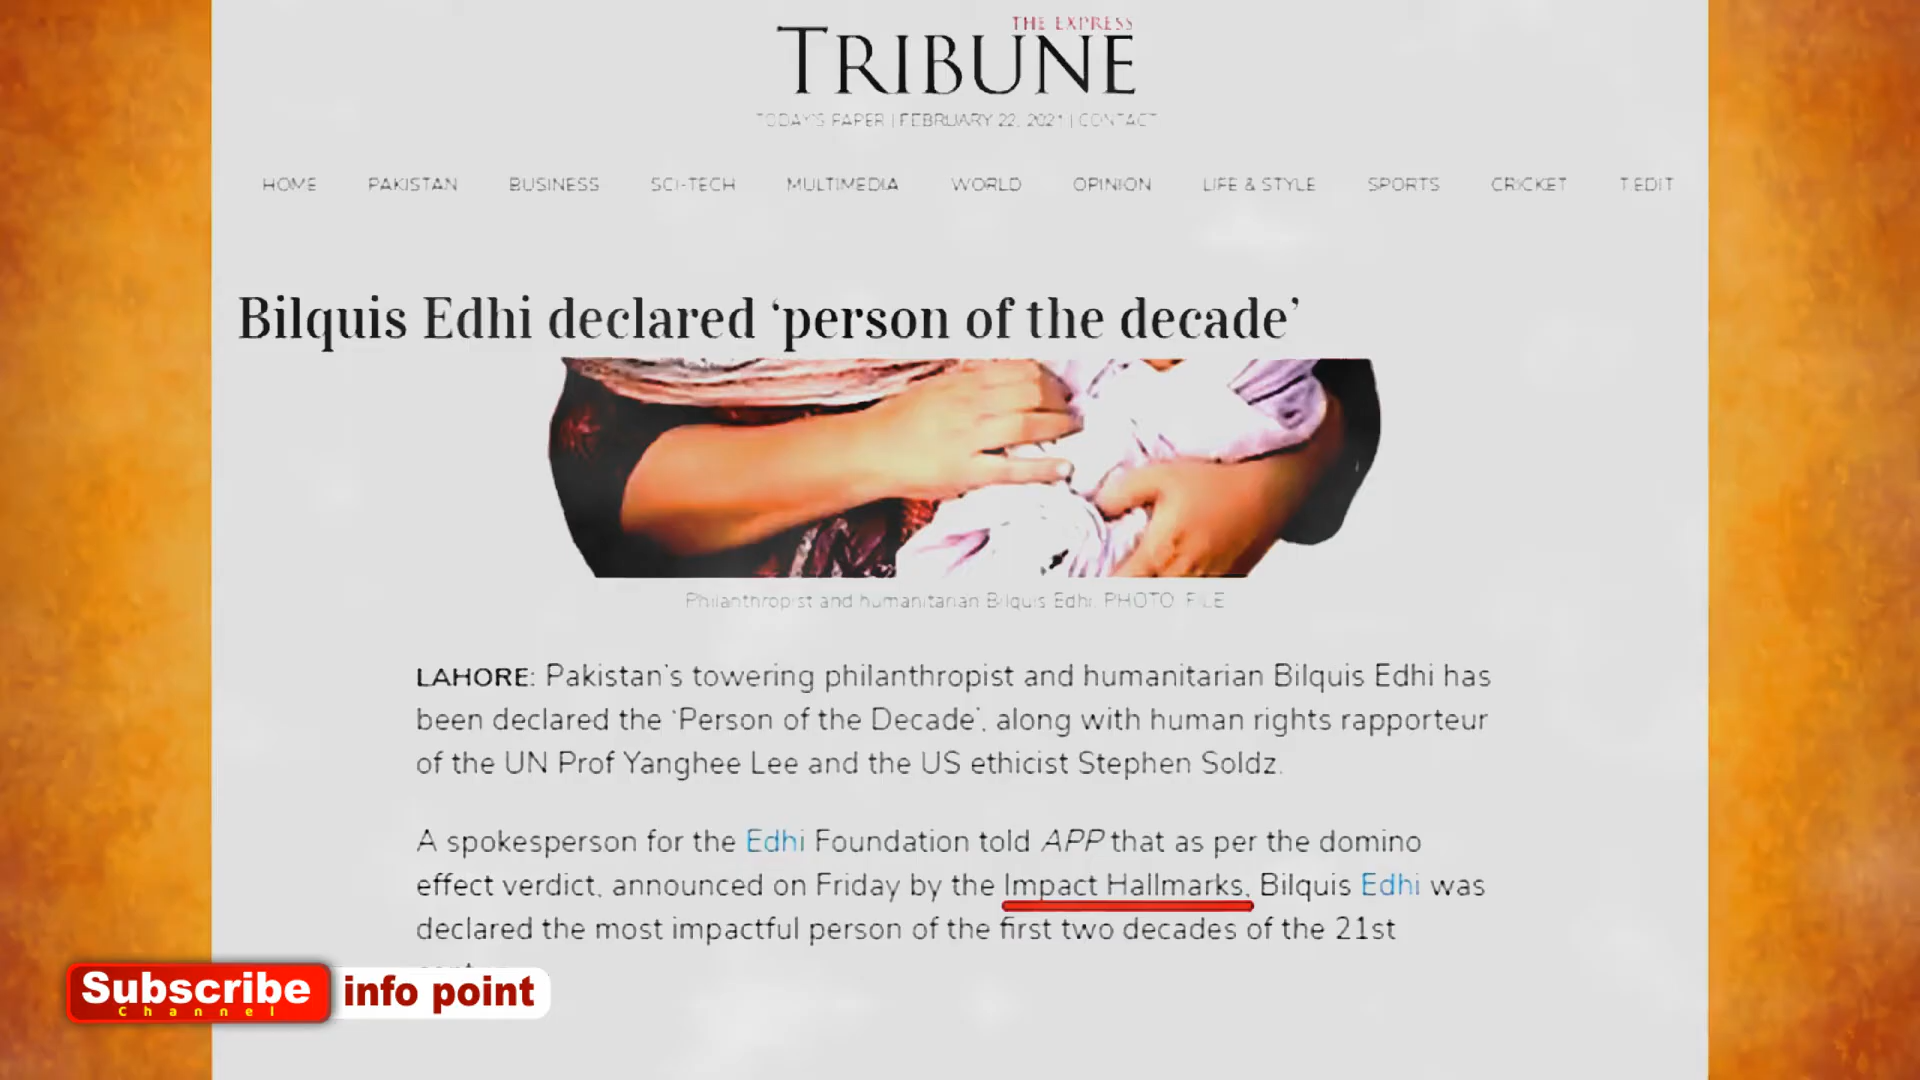 THE EXPRESS
TRIBUNE
TODAY'S PAPER | FEBRUARY 22, 2021 | CONTACT
HOME PAKISTAN BUSINESS SCI-TECH MULTIMEDIA WORLD OPINION LIFE & STYLE SPORTS CRICKET T.EDIT
Bilquis Edhi declared ‘person of the decade’
Philanthropist and humanitarian Bilquis Edhi. PHOTO: FILE
LAHORE: Pakistan's towering philanthropist and humanitarian Bilquis Edhi has
been declared the 'Person of the Decade', along with human rights rapporteur
of the UN Prof Yanghee Lee and the US ethicist Stephen Soldz.
A spokesperson for the Edhi Foundation told APP that as per the domino
effect verdict, announced on Friday by the Impact Hallmarks, Bilquis Edhi was
declared the most impactful person of the first two decades of the 21st
Subscribe info point
Channel